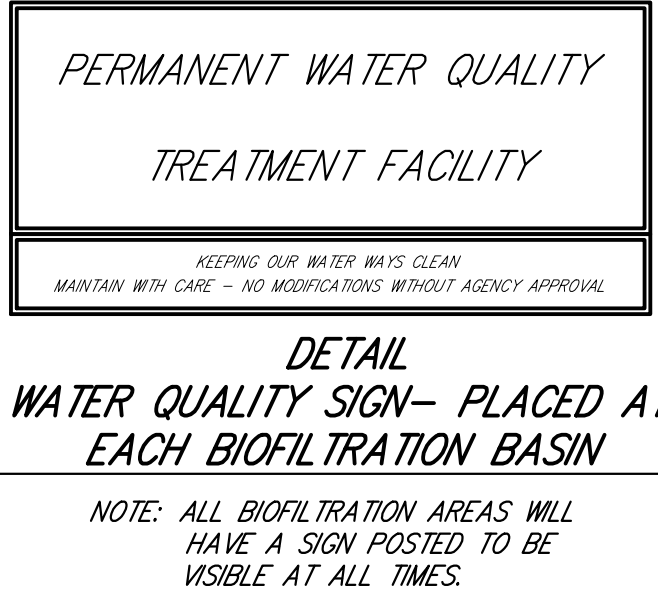 PERMANENT WATER QUALITY
TREATMENT FACILITY
KEEPING OUR WATER WAYS CLEAN
MAINTAIN WITH CARE – NO MODIFICATIONS WITHOUT AGENCY APPROVAL
DETAIL
WATER QUALITY SIGN– PLACED AT
EACH BIOFILTRATION BASIN
NOTE: ALL BIOFILTRATION AREAS WILL
HAVE A SIGN POSTED TO BE
VISIBLE AT ALL TIMES.